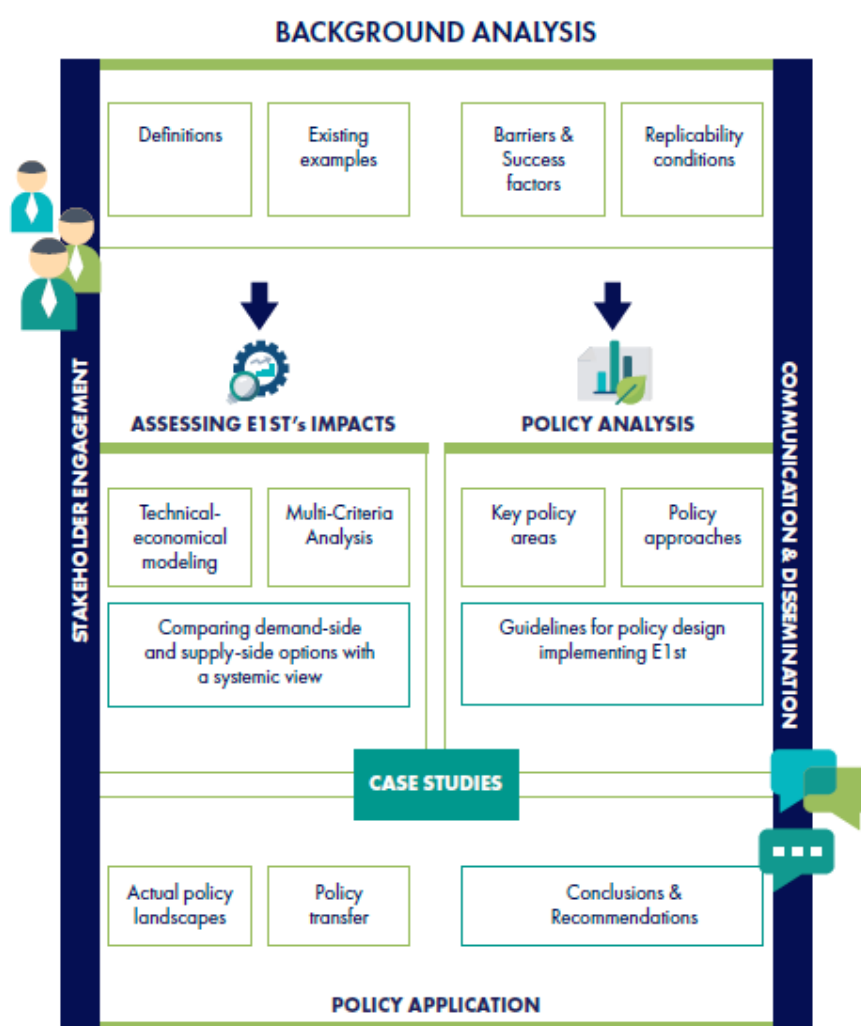 BACKGROUND ANALYSIS
Definitions
Existing
examples
Barriers &
Success
factors
Replicability
conditions
STAKEHOLDER ENGAGEMENT
COMMUNICATION & DISSEMINATION
ASSESSING E1ST's IMPACTS
POLICY ANALYSIS
Technical-
economical
modeling
Multi-Criteria
Analysis
Key policy
areas
Policy
approaches
Comparing demand-side
and supply-side options with
a systemic view
Guidelines for policy design
implementing E1st
CASE STUDIES
Actual policy
landscapes
Policy
transfer
Conclusions &
Recommendations
POLICY APPLICATION